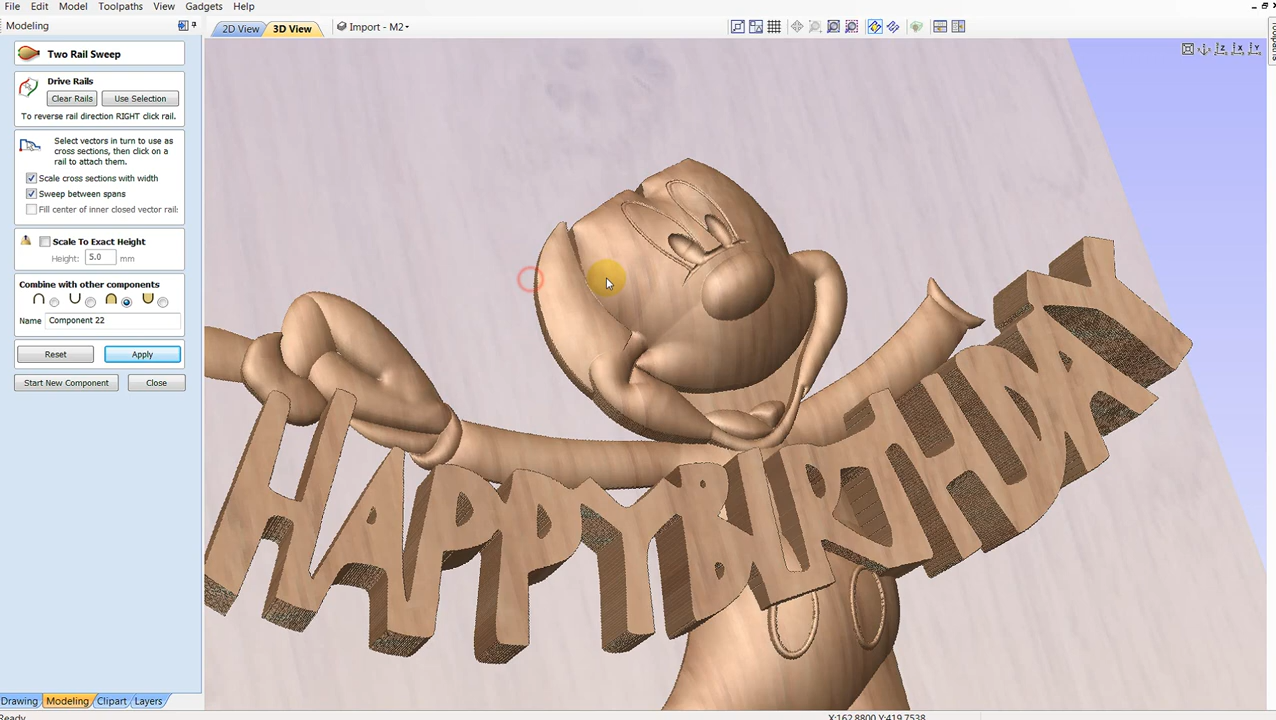 File Edit Model Toolpaths View Gadgets Help
Modeling
2D View 3D View Import - M2
Two Rail Sweep
Drive Rails
Clear Rails Use Selection
To reverse rail direction RIGHT click rail.
Select vectors in turn to use as
cross sections, then click on a
rail to attach them.
Scale cross sections with width
Sweep between spans
Fill center of inner closed vector rail:
Scale To Exact Height
Height: 5.0 mm
Combine with other components
Name Component 22
Reset Apply
Start New Component Close
HAPPY BIRTHDAY
Drawing Modeling Clipart Layers
Ready X:162.8800 Y:419.7538